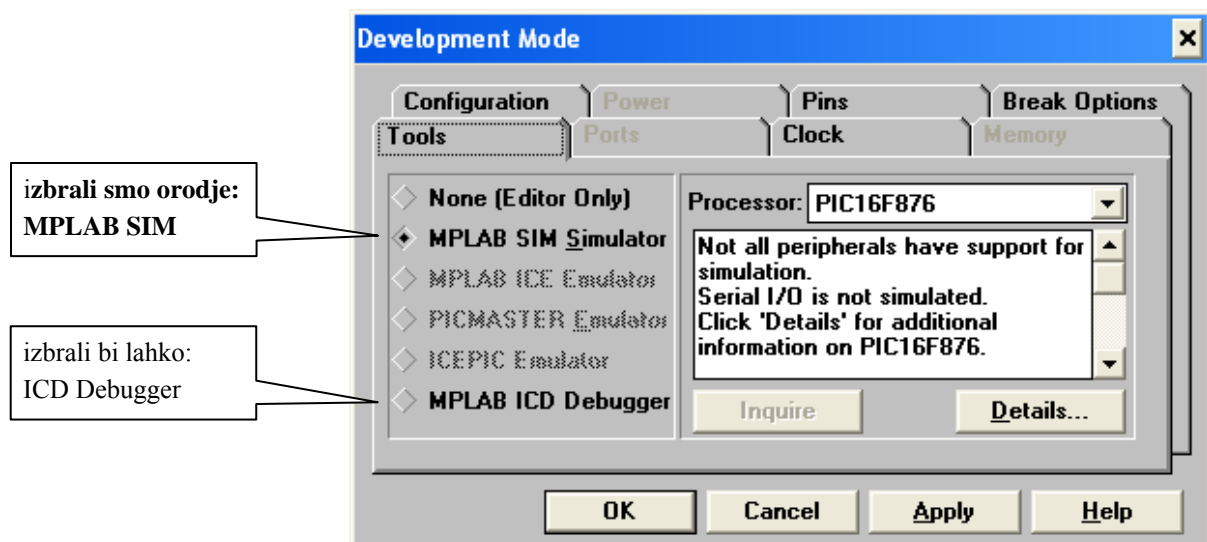 Development Mode
Configuration
Power
Pins
Break Options
Tools
Ports
Clock
Memory
izbrali smo orodje:
MPLAB SIM
izbrali bi lahko:
ICD Debugger
None (Editor Only)
MPLAB SIM Simulator
MPLAB ICE Emulator
PICMASTER Emulator
ICEPIC Emulator
MPLAB ICD Debugger
Processor: PIC16F876
Not all peripherals have support for
simulation.
Serial I/O is not simulated.
Click 'Details' for additional
information on PIC16F876.
Inquire
Details...
OK
Cancel
Apply
Help